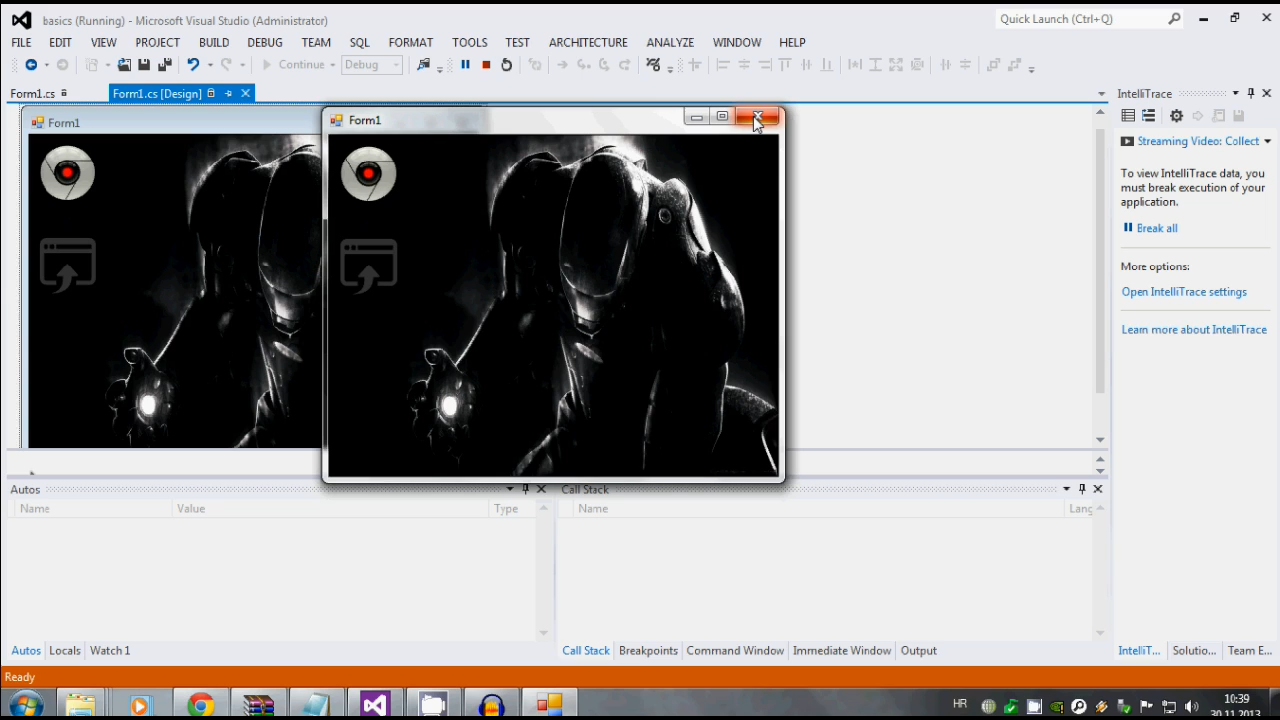 basics (Running) - Microsoft Visual Studio (Administrator)
Quick Launch (Ctrl+Q)
FILE EDIT VIEW PROJECT BUILD DEBUG TEAM SQL FORMAT TOOLS TEST ARCHITECTURE ANALYZE WINDOW HELP
Continue Debug
Form1.cs Form1.cs [Design]
IntelliTrace
Form1
Form1
Streaming Video: Collect
To view IntelliTrace data, you
must break execution of your
application.
Break all
More options:
Open IntelliTrace settings
Learn more about IntelliTrace
Autos
Name Value Type
Call Stack
Name Lang
Autos Locals Watch 1
Call Stack Breakpoints Command Window Immediate Window Output
IntelliT... Solutio... Team E...
Ready
HR
10:39
30.11.2013